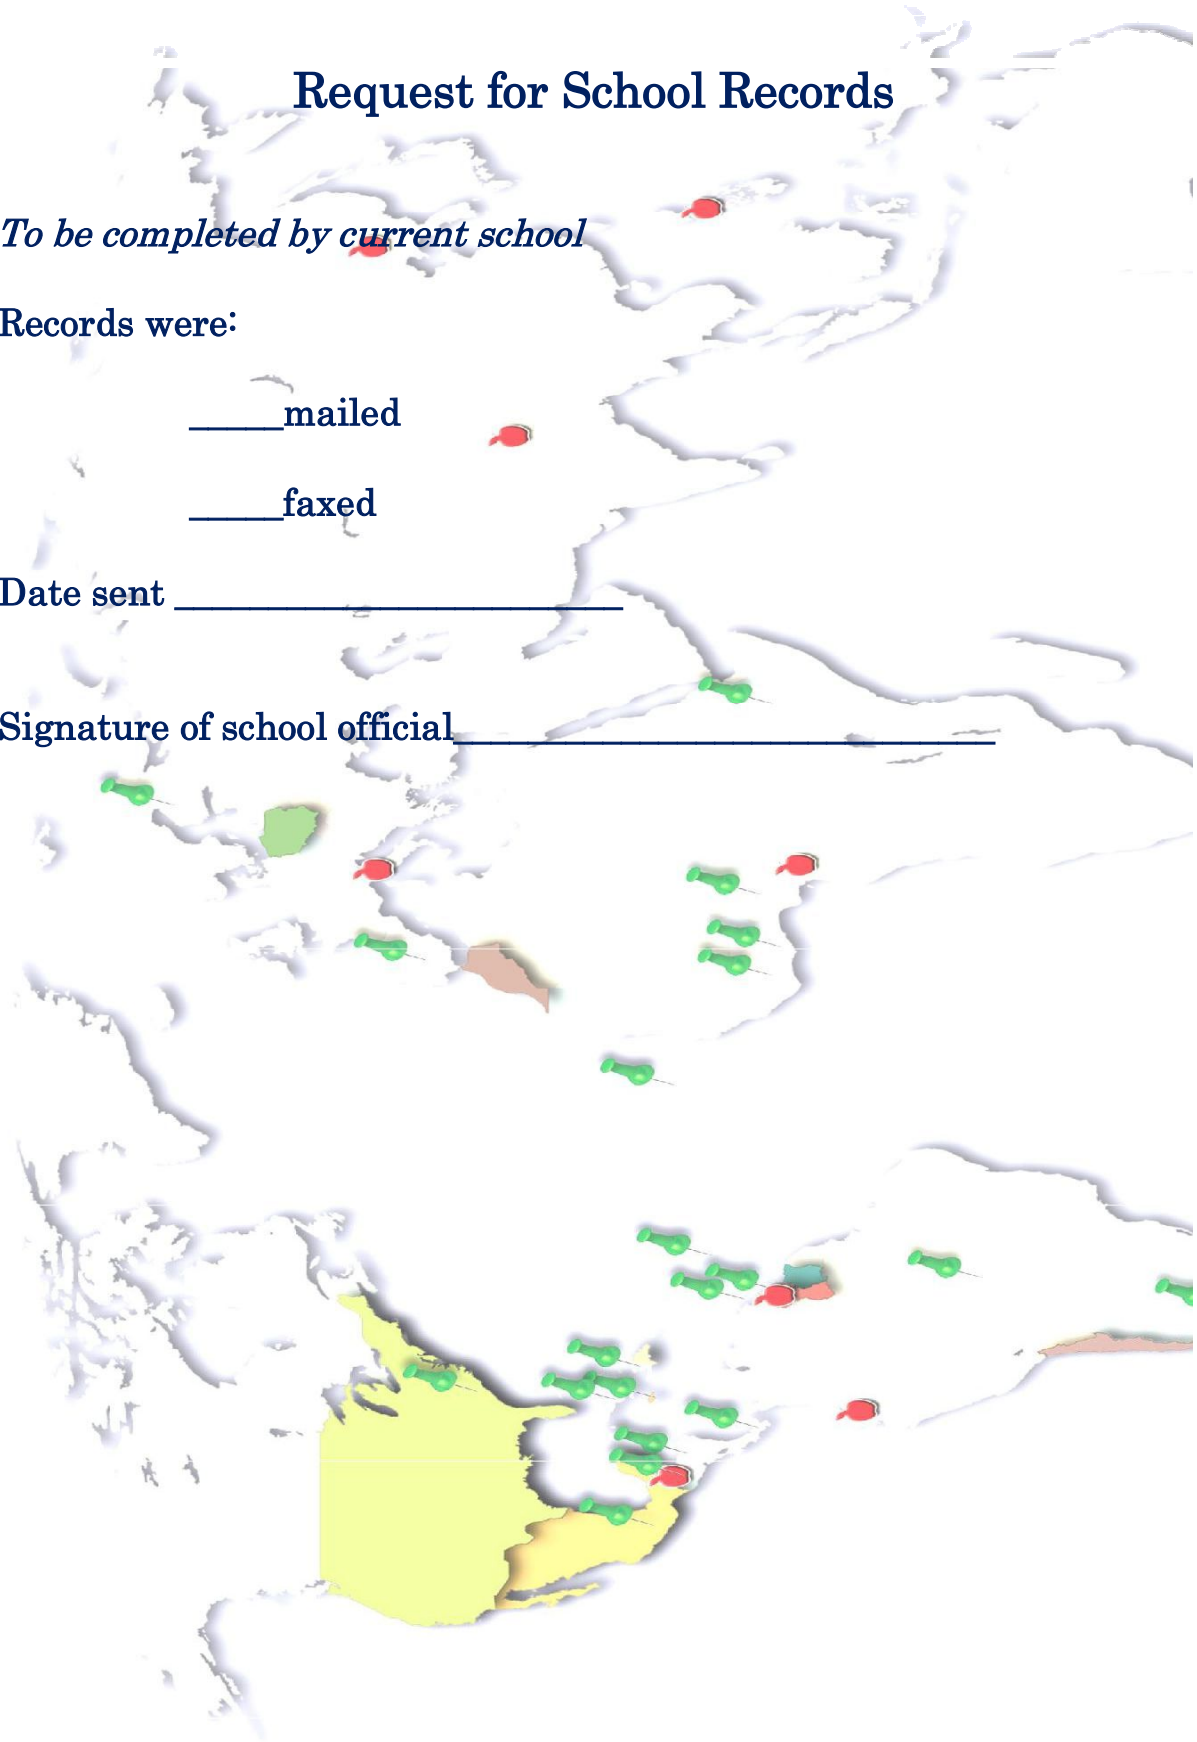 Request for School Records
To be completed by current school
Records were:
_____mailed
_____faxed
Date sent ________________________
Signature of school official_____________________________